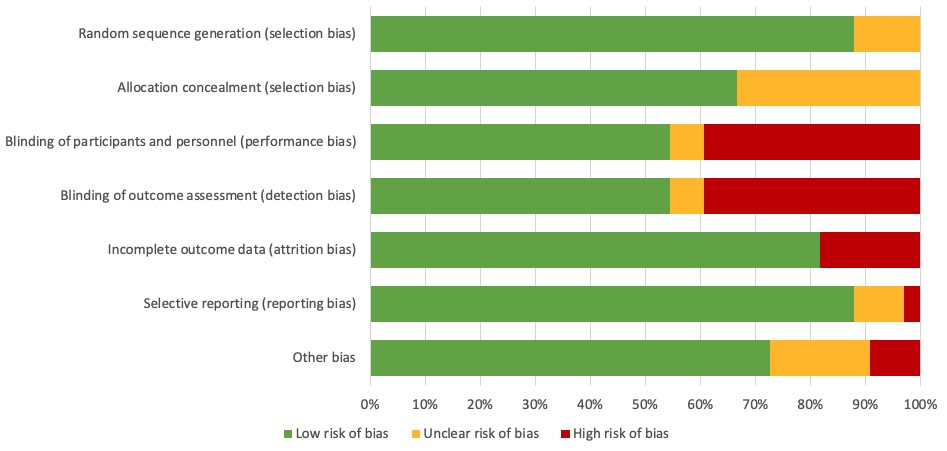 Random sequence generation (selection bias)
Allocation concealment (selection bias)
Blinding of participants and personnel (performance bias)
Blinding of outcome assessment (detection bias)
Incomplete outcome data (attrition bias)
Selective reporting (reporting bias)
Other bias
0% 10% 20% 30% 40% 50% 60% 70% 80% 90% 100%
Low risk of bias Unclear risk of bias High risk of bias